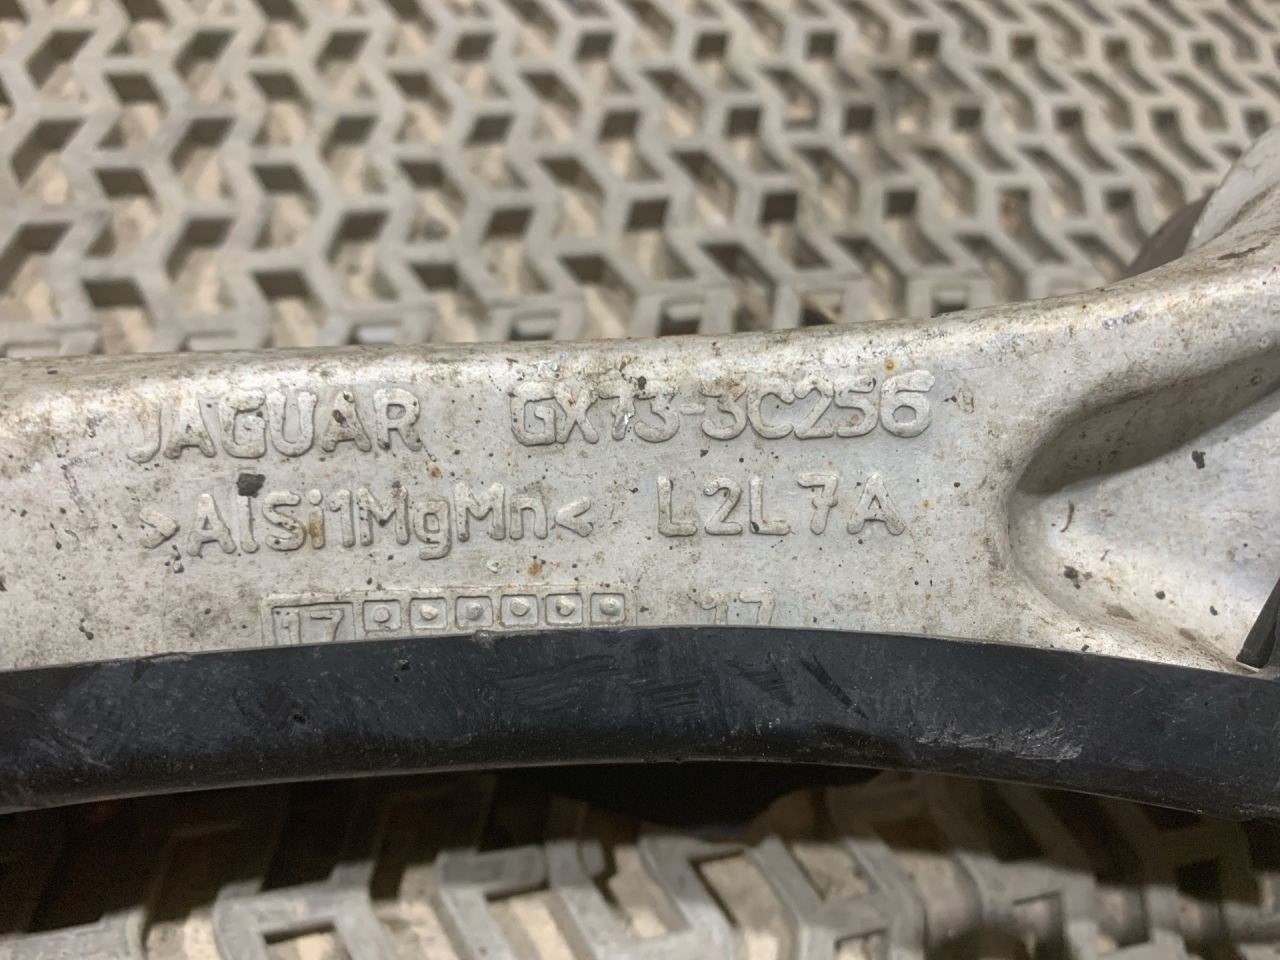 JAGUAR GX73-3C256
>AlSi1MgMn< L2L7A
17 17